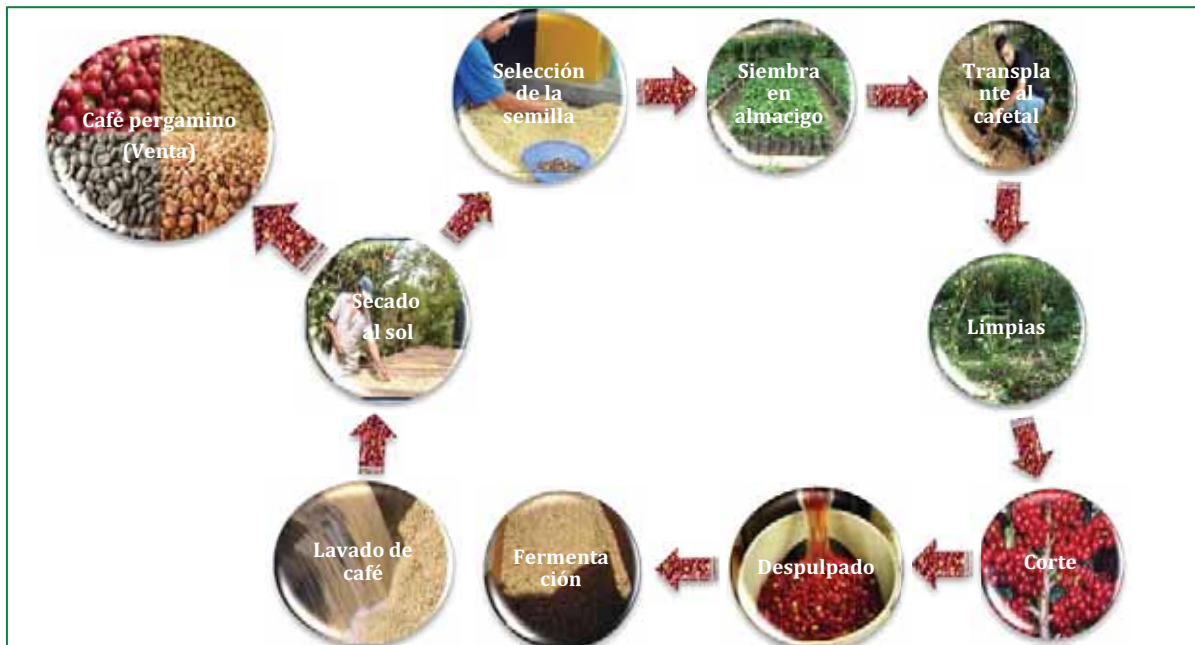 Café pergamino
(Venta)
Selección
de la
semilla
Siembra
en
almacigo
Transpla
nte al
cafetal
Limpias
Corte
Despulpado
Fermenta
ción
Lavado de
café
Secado
al sol